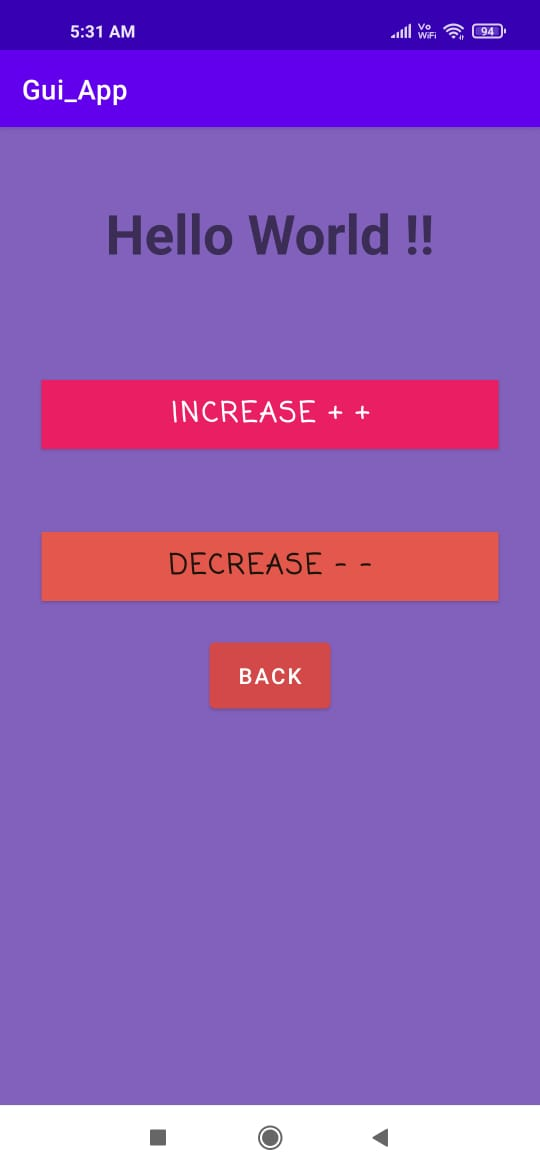 5:31 AM
Vo
WiFi
94
Gui_App
Hello World !!
INCREASE + +
DECREASE - -
BACK